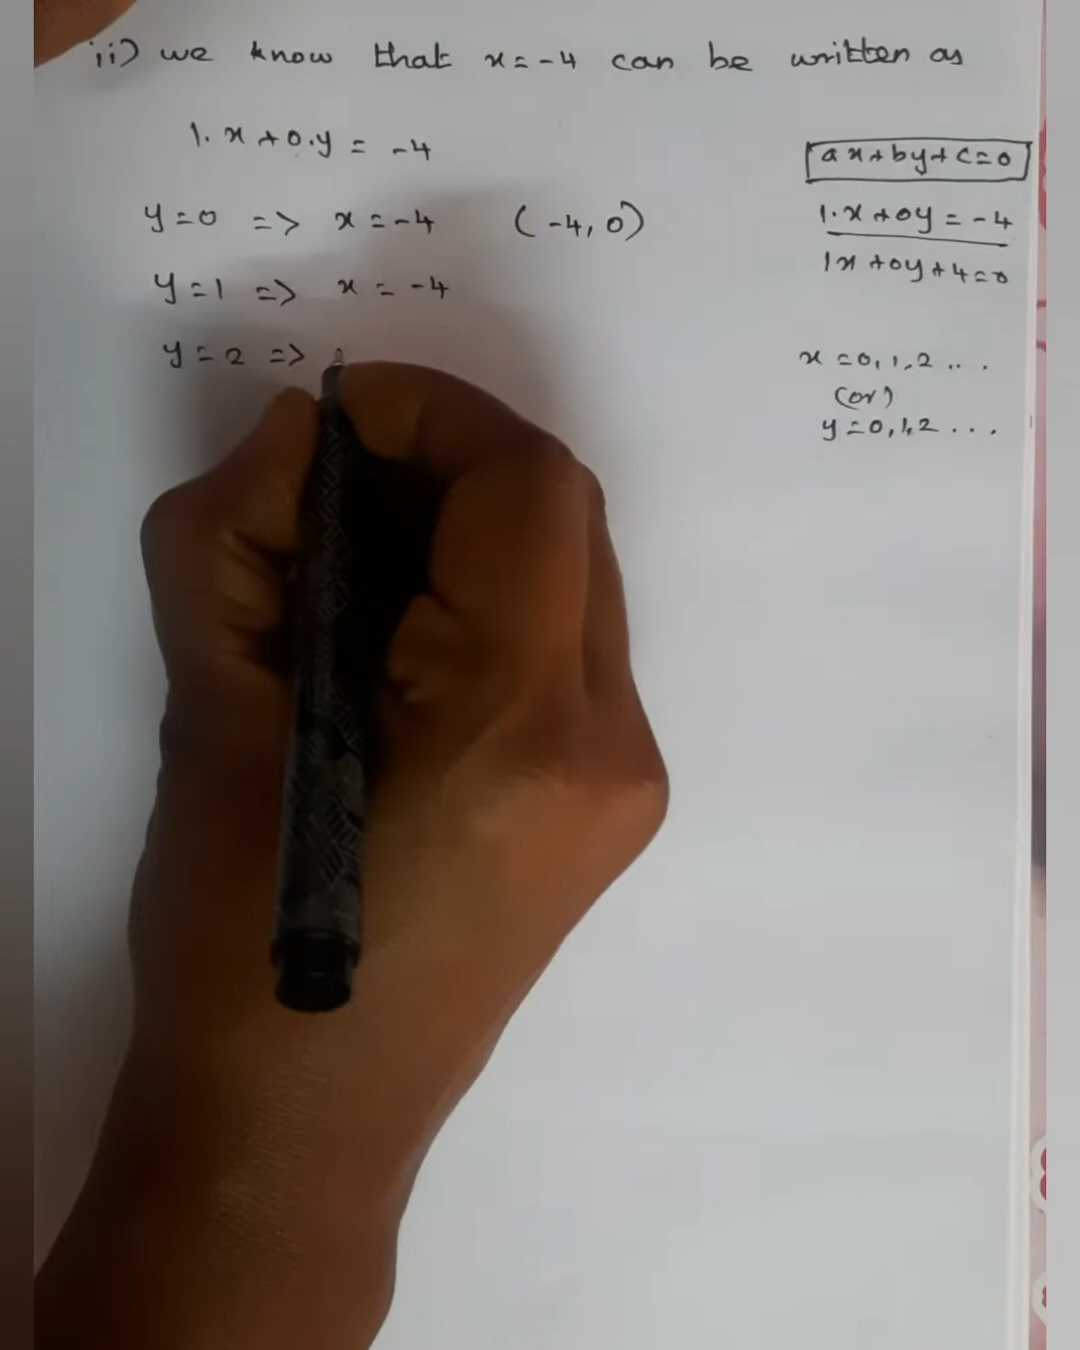 ii) we know that x = -4 can be written as
1. x + 0.y = -4
y = 0 => x = -4 (-4, 0)
y = 1 => x = -4
y = 2 =>
ax + by + c = 0
1.x + 0y = -4
1x + 0y + 4 = 0
x = 0, 1, 2 ...
(or)
y = 0, 1, 2 ...